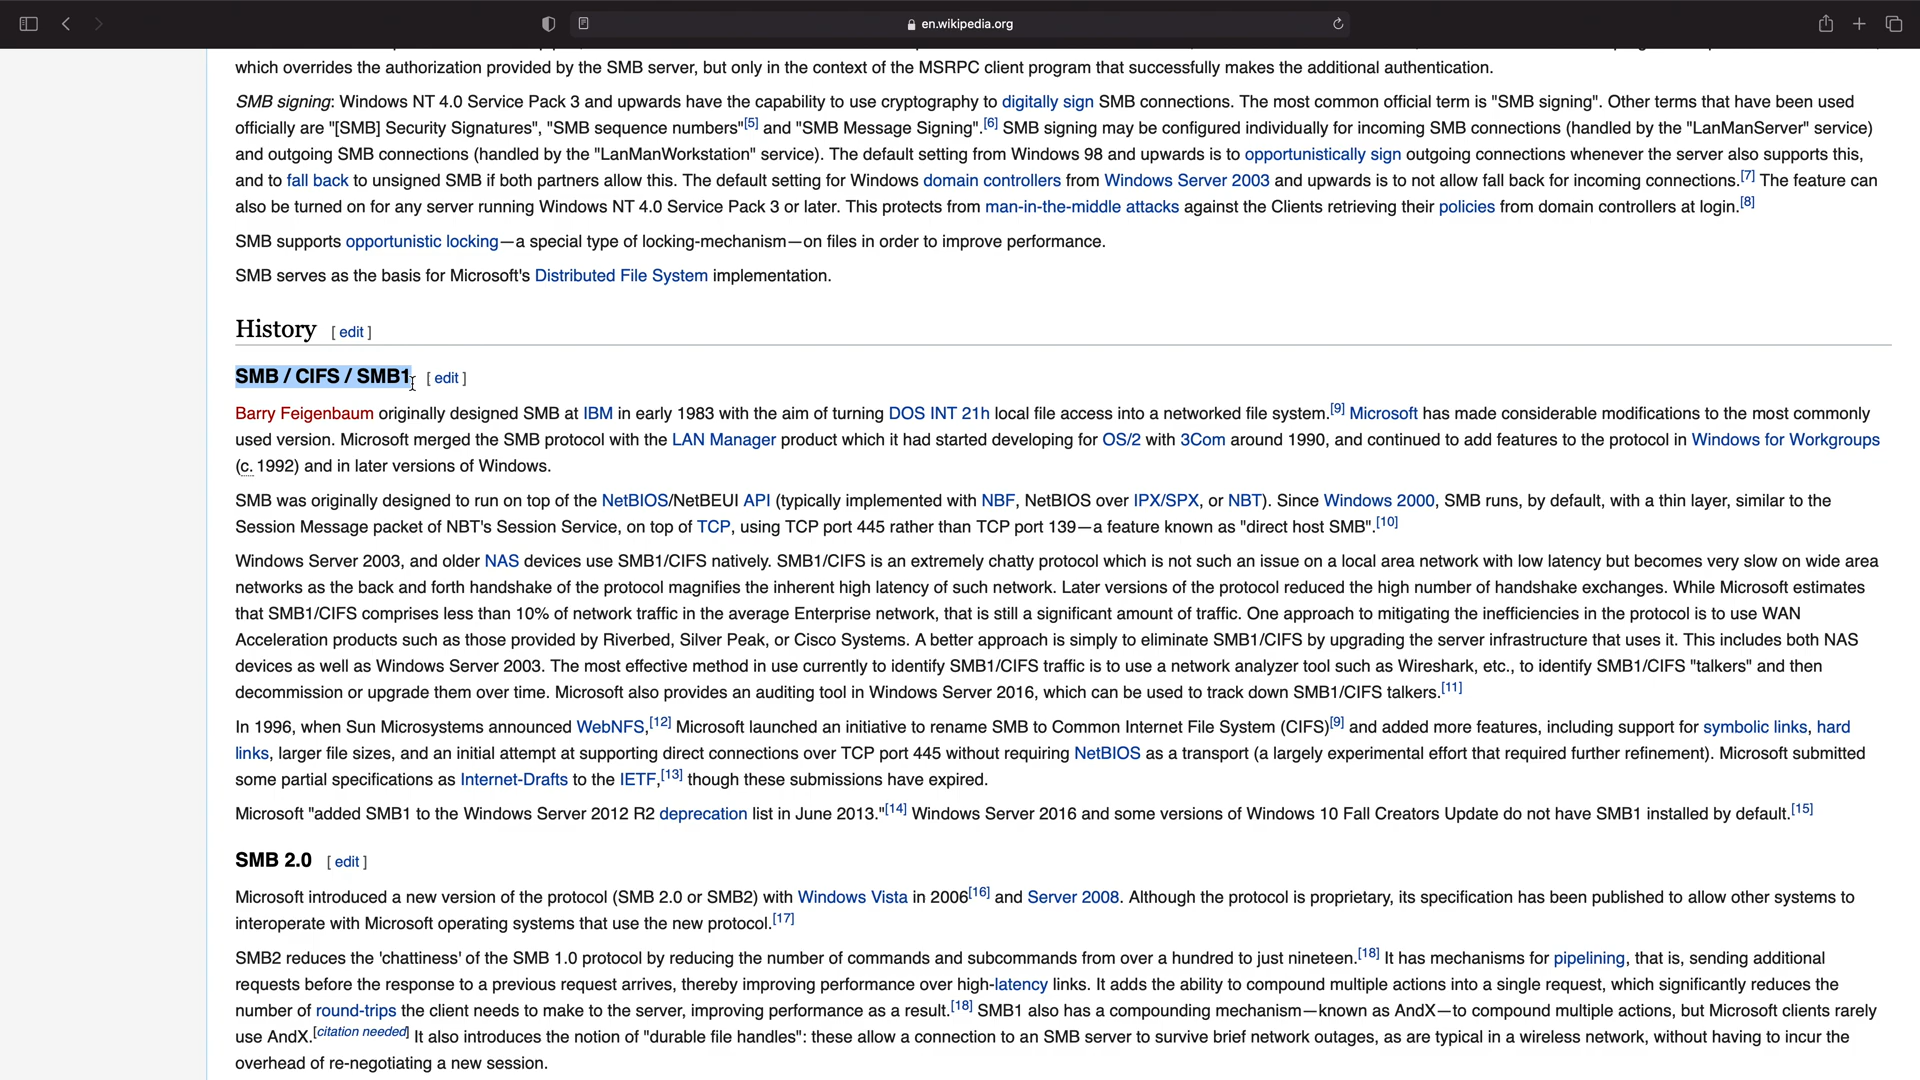 en.wikipedia.org
which overrides the authorization provided by the SMB server, but only in the context of the MSRPC client program that successfully makes the additional authentication.
SMB signing: Windows NT 4.0 Service Pack 3 and upwards have the capability to use cryptography to digitally sign SMB connections. The most common official term is "SMB signing". Other terms that have been used
officially are "[SMB] Security Signatures", "SMB sequence numbers"[5] and "SMB Message Signing".[6] SMB signing may be configured individually for incoming SMB connections (handled by the "LanManServer" service)
and outgoing SMB connections (handled by the "LanManWorkstation" service). The default setting from Windows 98 and upwards is to opportunistically sign outgoing connections whenever the server also supports this,
and to fall back to unsigned SMB if both partners allow this. The default setting for Windows domain controllers from Windows Server 2003 and upwards is to not allow fall back for incoming connections.[7] The feature can
also be turned on for any server running Windows NT 4.0 Service Pack 3 or later. This protects from man-in-the-middle attacks against the Clients retrieving their policies from domain controllers at login.[8]
SMB supports opportunistic locking—a special type of locking-mechanism—on files in order to improve performance.
SMB serves as the basis for Microsoft's Distributed File System implementation.
History [ edit ]
SMB / CIFS / SMB1 [ edit ]
Barry Feigenbaum originally designed SMB at IBM in early 1983 with the aim of turning DOS INT 21h local file access into a networked file system.[9] Microsoft has made considerable modifications to the most commonly
used version. Microsoft merged the SMB protocol with the LAN Manager product which it had started developing for OS/2 with 3Com around 1990, and continued to add features to the protocol in Windows for Workgroups
(c. 1992) and in later versions of Windows.
SMB was originally designed to run on top of the NetBIOS/NetBEUI API (typically implemented with NBF, NetBIOS over IPX/SPX, or NBT). Since Windows 2000, SMB runs, by default, with a thin layer, similar to the
Session Message packet of NBT's Session Service, on top of TCP, using TCP port 445 rather than TCP port 139—a feature known as "direct host SMB".[10]
Windows Server 2003, and older NAS devices use SMB1/CIFS natively. SMB1/CIFS is an extremely chatty protocol which is not such an issue on a local area network with low latency but becomes very slow on wide area
networks as the back and forth handshake of the protocol magnifies the inherent high latency of such network. Later versions of the protocol reduced the high number of handshake exchanges. While Microsoft estimates
that SMB1/CIFS comprises less than 10% of network traffic in the average Enterprise network, that is still a significant amount of traffic. One approach to mitigating the inefficiencies in the protocol is to use WAN
Acceleration products such as those provided by Riverbed, Silver Peak, or Cisco Systems. A better approach is simply to eliminate SMB1/CIFS by upgrading the server infrastructure that uses it. This includes both NAS
devices as well as Windows Server 2003. The most effective method in use currently to identify SMB1/CIFS traffic is to use a network analyzer tool such as Wireshark, etc., to identify SMB1/CIFS "talkers" and then
decommission or upgrade them over time. Microsoft also provides an auditing tool in Windows Server 2016, which can be used to track down SMB1/CIFS talkers.[11]
In 1996, when Sun Microsystems announced WebNFS,[12] Microsoft launched an initiative to rename SMB to Common Internet File System (CIFS)[9] and added more features, including support for symbolic links, hard
links, larger file sizes, and an initial attempt at supporting direct connections over TCP port 445 without requiring NetBIOS as a transport (a largely experimental effort that required further refinement). Microsoft submitted
some partial specifications as Internet-Drafts to the IETF,[13] though these submissions have expired.
Microsoft "added SMB1 to the Windows Server 2012 R2 deprecation list in June 2013."[14] Windows Server 2016 and some versions of Windows 10 Fall Creators Update do not have SMB1 installed by default.[15]
SMB 2.0 [ edit ]
Microsoft introduced a new version of the protocol (SMB 2.0 or SMB2) with Windows Vista in 2006[16] and Server 2008. Although the protocol is proprietary, its specification has been published to allow other systems to
interoperate with Microsoft operating systems that use the new protocol.[17]
SMB2 reduces the 'chattiness' of the SMB 1.0 protocol by reducing the number of commands and subcommands from over a hundred to just nineteen.[18] It has mechanisms for pipelining, that is, sending additional
requests before the response to a previous request arrives, thereby improving performance over high-latency links. It adds the ability to compound multiple actions into a single request, which significantly reduces the
number of round-trips the client needs to make to the server, improving performance as a result.[18] SMB1 also has a compounding mechanism—known as AndX—to compound multiple actions, but Microsoft clients rarely
use AndX.[citation needed] It also introduces the notion of "durable file handles": these allow a connection to an SMB server to survive brief network outages, as are typical in a wireless network, without having to incur the
overhead of re-negotiating a new session.